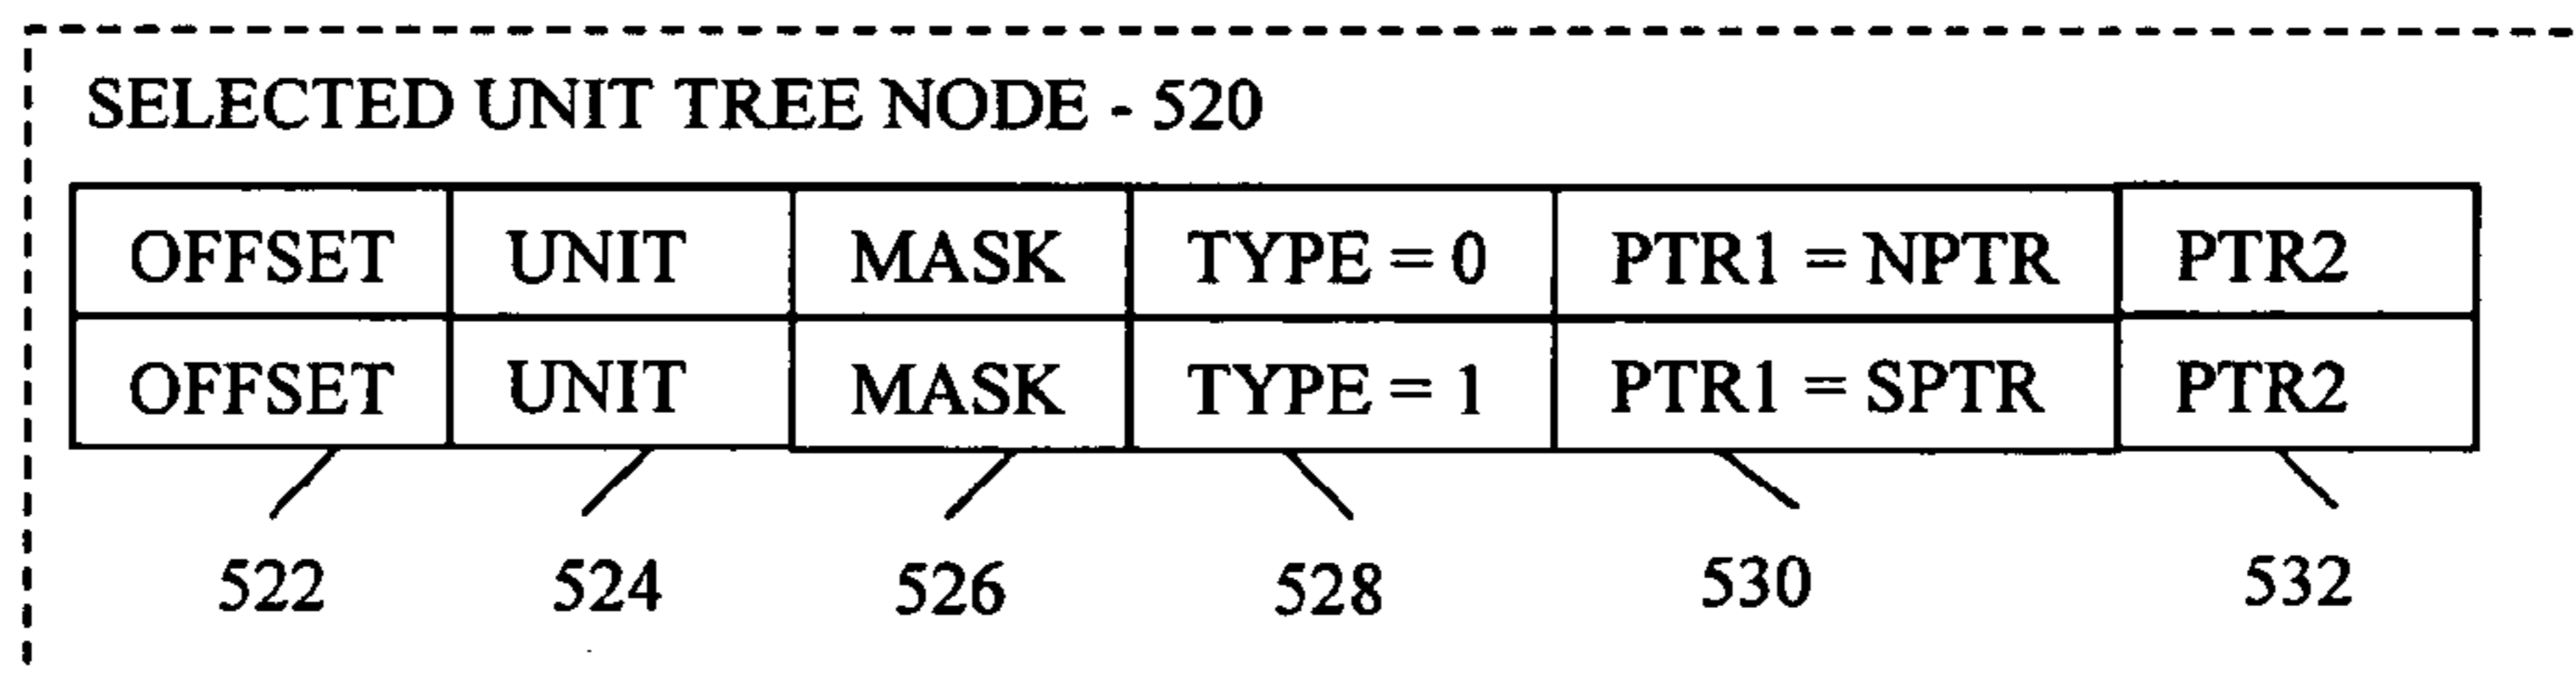 SELECTED UNIT TREE NODE - 520
OFFSET UNIT MASK TYPE = 0 PTR1 = NPTR PTR2
OFFSET UNIT MASK TYPE = 1 PTR1 = SPTR PTR2
522 524 526 528 530 532